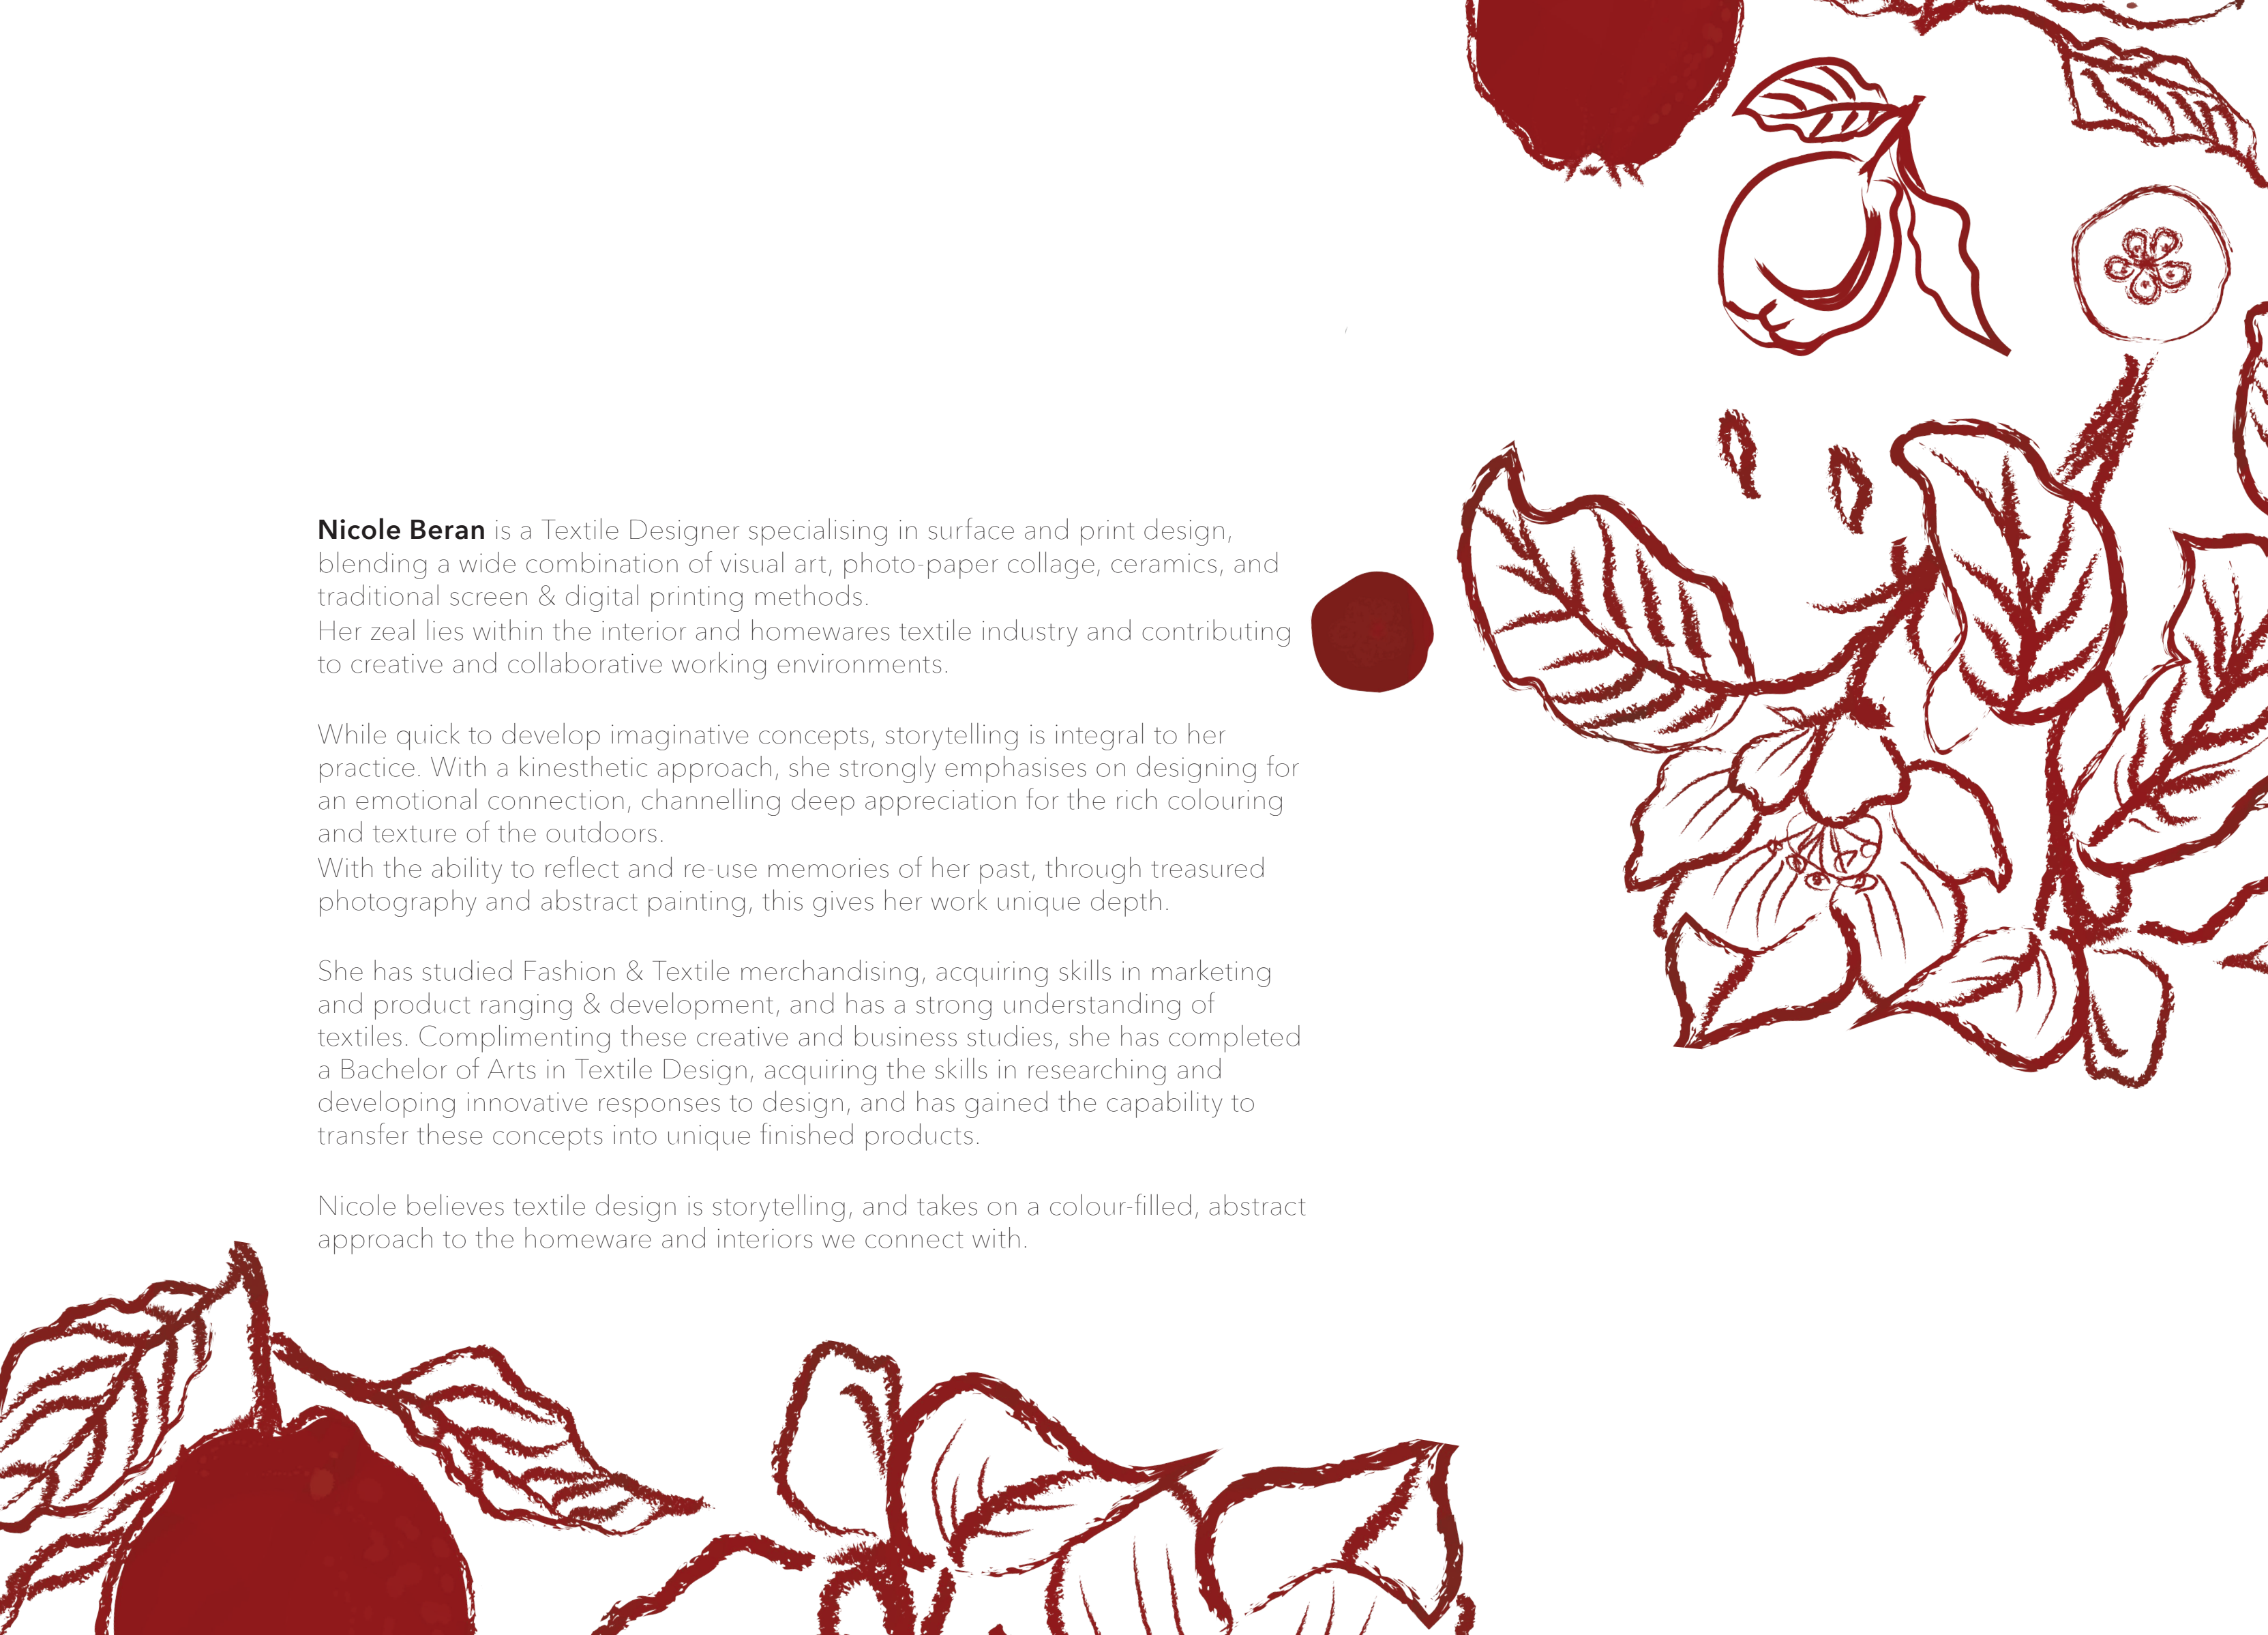 Nicole Beran is a Textile Designer specialising in surface and print design,
blending a wide combination of visual art, photo-paper collage, ceramics, and
traditional screen & digital printing methods.
Her zeal lies within the interior and homewares textile industry and contributing
to creative and collaborative working environments.
While quick to develop imaginative concepts, storytelling is integral to her
practice. With a kinesthetic approach, she strongly emphasises on designing for
an emotional connection, channelling deep appreciation for the rich colouring
and texture of the outdoors.
With the ability to reflect and re-use memories of her past, through treasured
photography and abstract painting, this gives her work unique depth.
She has studied Fashion & Textile merchandising, acquiring skills in marketing
and product ranging & development, and has a strong understanding of
textiles. Complimenting these creative and business studies, she has completed
a Bachelor of Arts in Textile Design, acquiring the skills in researching and
developing innovative responses to design, and has gained the capability to
transfer these concepts into unique finished products.
Nicole believes textile design is storytelling, and takes on a colour-filled, abstract
approach to the homeware and interiors we connect with.